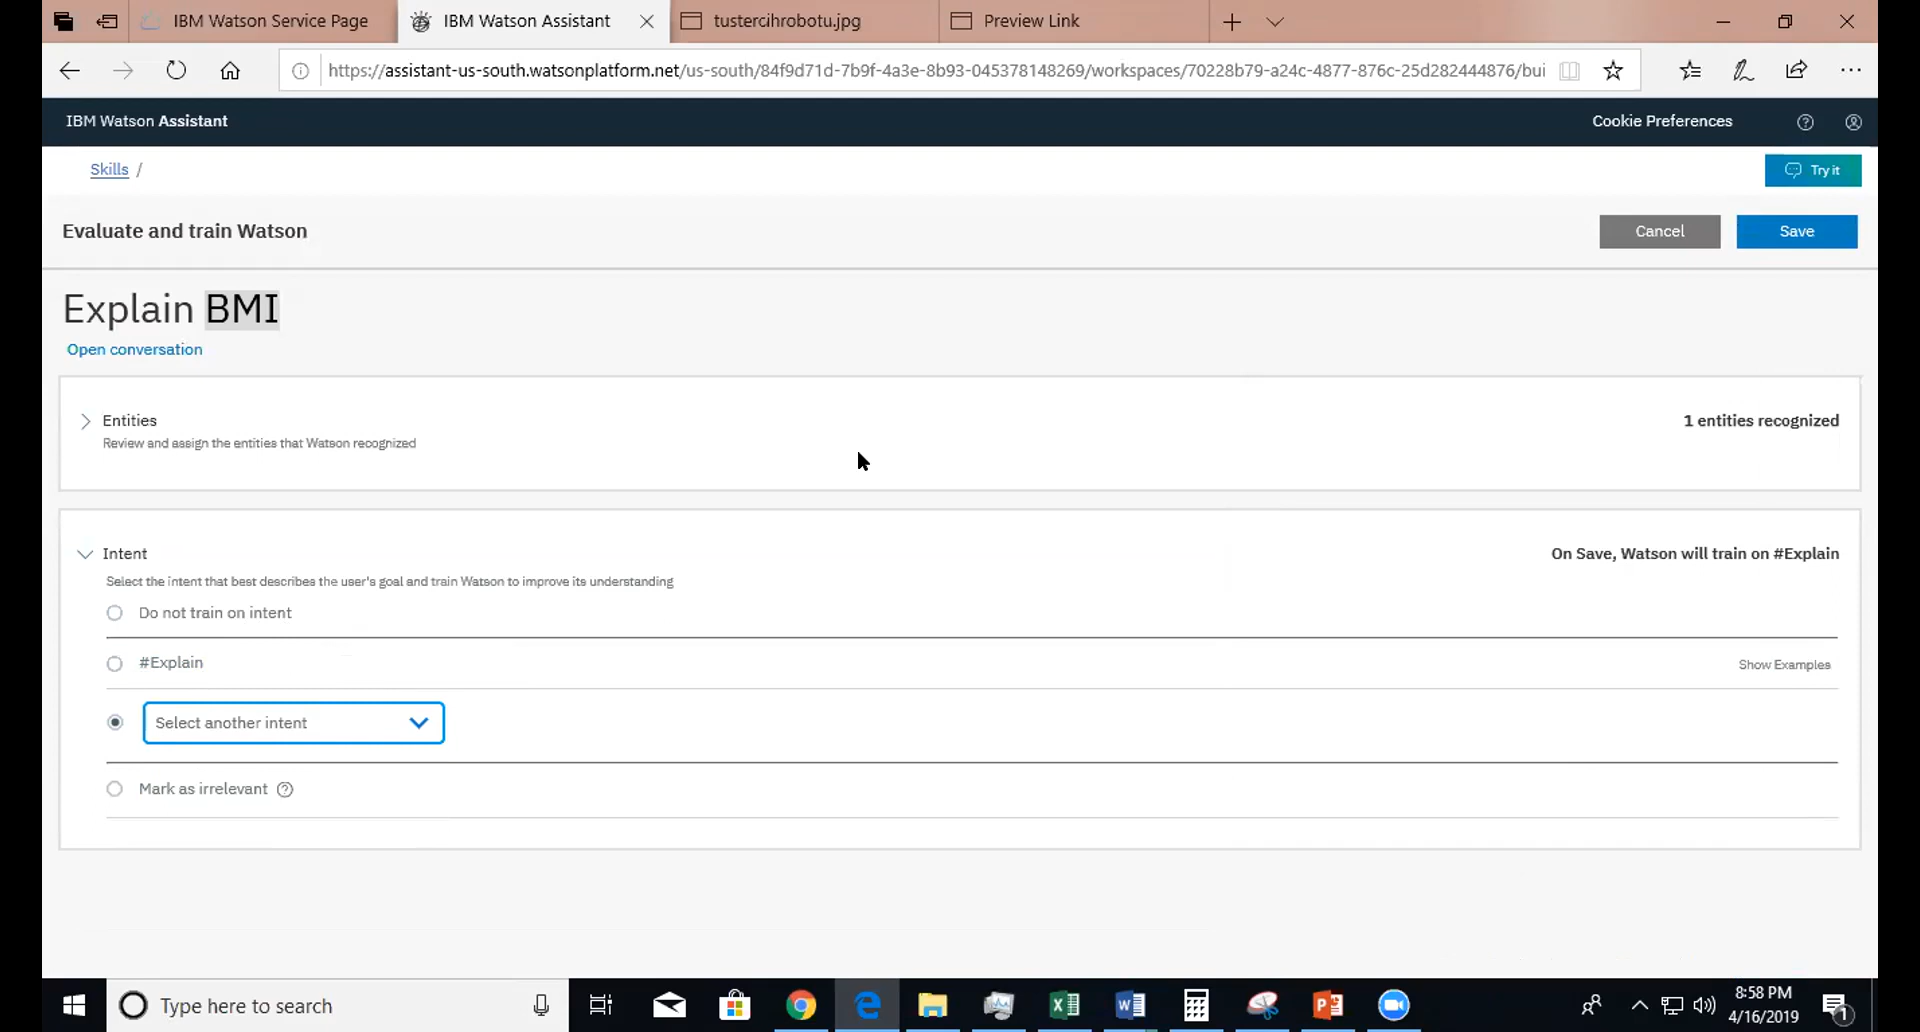 IBM Watson Service Page
IBM Watson Assistant
tustercihrobotu.jpg
Preview Link
https://assistant-us-south.watsonplatform.net/us-south/84f9d71d-7b9f-4a3e-8b93-045378148269/workspaces/70228b79-a24c-4877-876c-25d282444876/bui
IBM Watson Assistant
Cookie Preferences
Skills /
Try it
Evaluate and train Watson
Cancel
Save
Explain BMI
Open conversation
Entities
1 entities recognized
Review and assign the entities that Watson recognized
Intent
On Save, Watson will train on #Explain
Select the intent that best describes the user's goal and train Watson to improve its understanding
Do not train on intent
#Explain
Show Examples
Select another intent
Mark as irrelevant
Type here to search
8:58 PM
4/16/2019
1